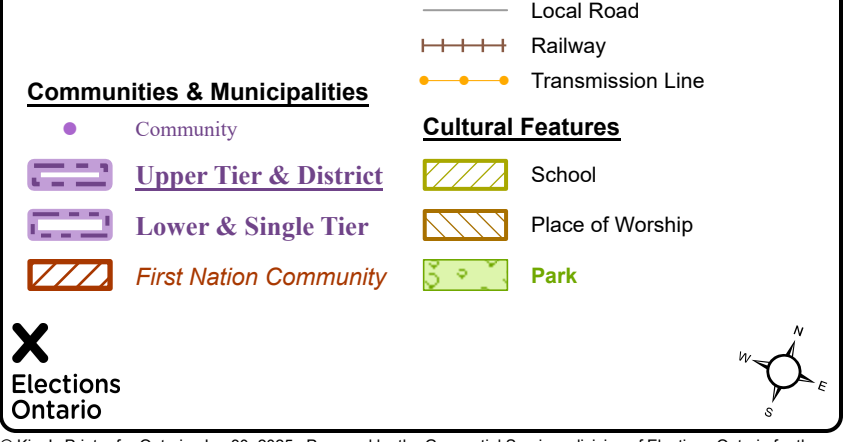 Local Road
Railway
Transmission Line
Communities & Municipalities
Community
Upper Tier & District
Lower & Single Tier
First Nation Community
Cultural Features
School
Place of Worship
Park
Elections
Ontario
N
W
E
S